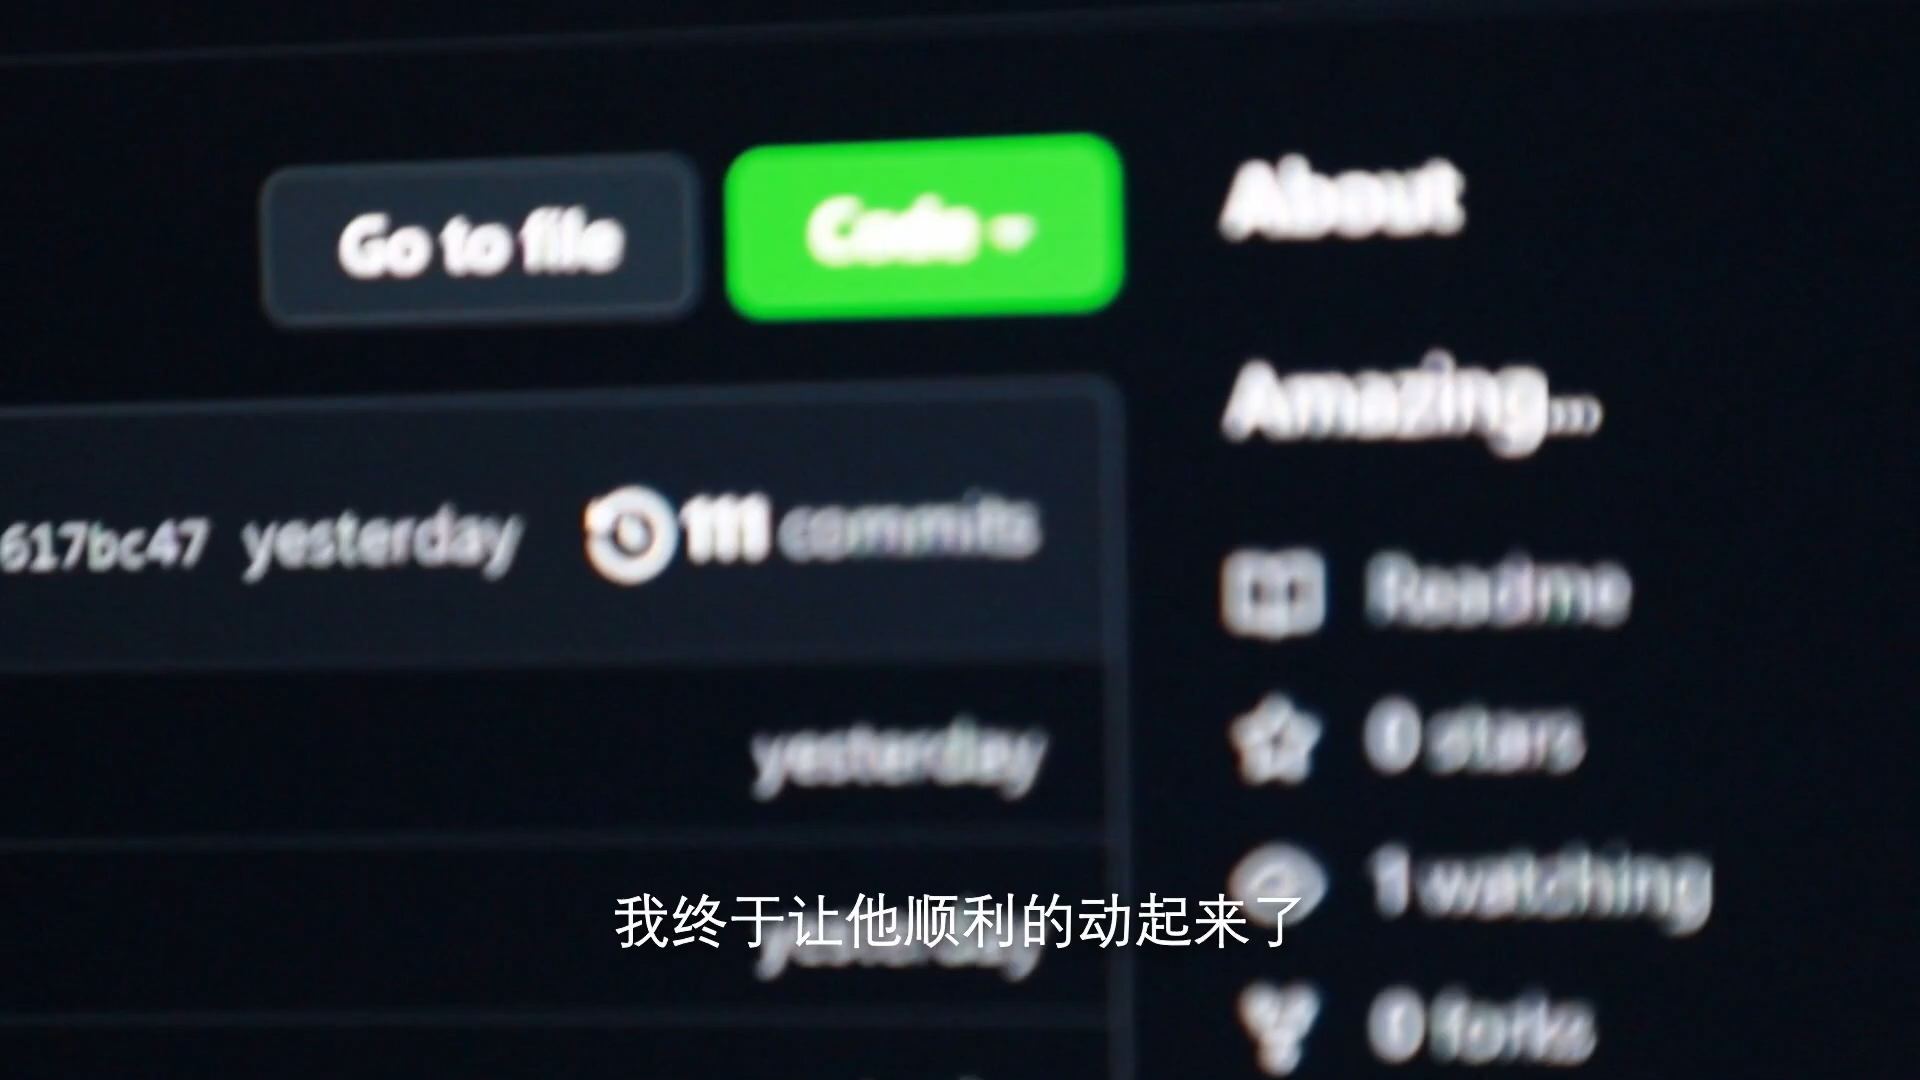 Go to file
Code
About
Amazing...
617bc47 yesterday 111 commits
Readme
yesterday
0 stars
1 watching
yesterday
我终于让他顺利的动起来了
0 forks